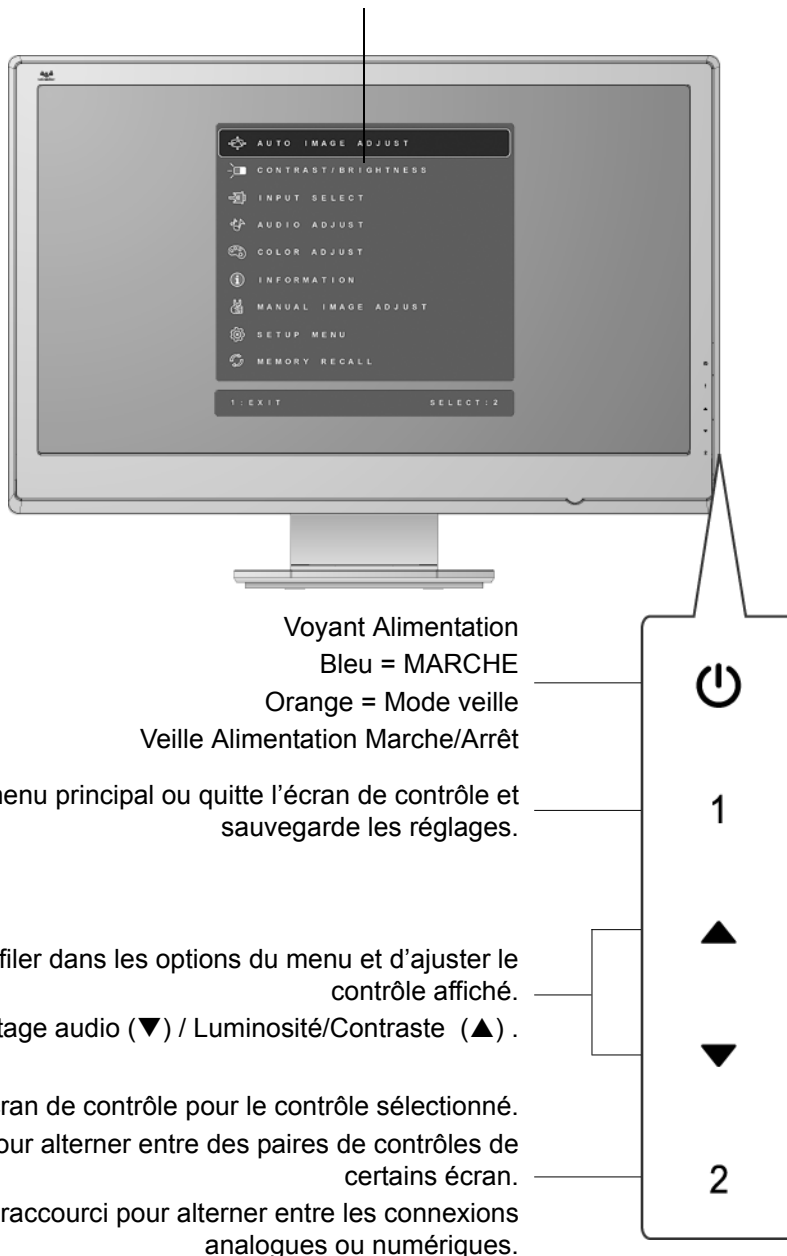 AUTO IMAGE ADJUST
CONTRAST/BRIGHTNESS
INPUT SELECT
AUDIO ADJUST
COLOR ADJUST
INFORMATION
MANUAL IMAGE ADJUST
SETUP MENU
MEMORY RECALL
1:EXIT SELECT:2
Voyant Alimentation
Bleu = MARCHE
Orange = Mode veille
Veille Alimentation Marche/Arrêt
menu principal ou quitte l’écran de contrôle et
sauvegarde les réglages.
1
filer dans les options du menu et d’ajuster le
contrôle affiché.
tage audio (▼) / Luminosité/Contraste (▲) .
cran de contrôle pour le contrôle sélectionné.
our alterner entre des paires de contrôles de
certains écran.
2
raccourci pour alterner entre les connexions
analogues ou numériques.